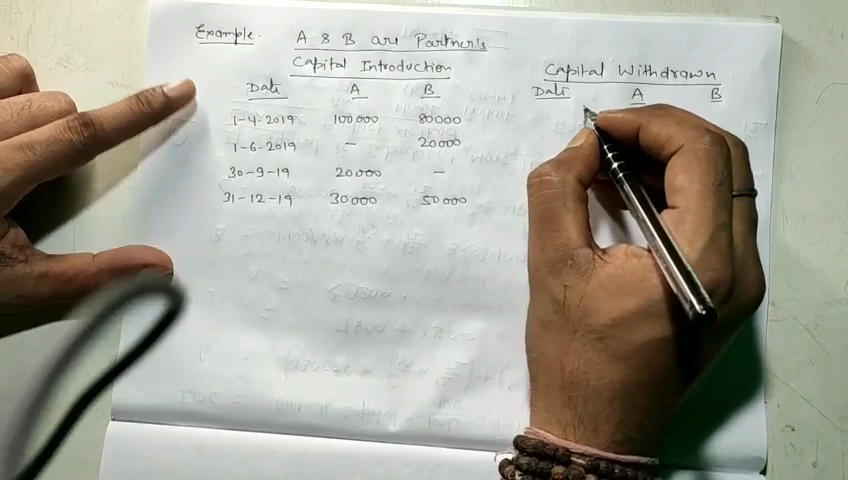 Example. A & B are Partner's
Capital Introduction
Date A B
1-4-2019 100000 80000
1-6-2019 - 20000
30-9-19 20000 -
31-12-19 30000 50000
Capital Withdrawn
Date A B